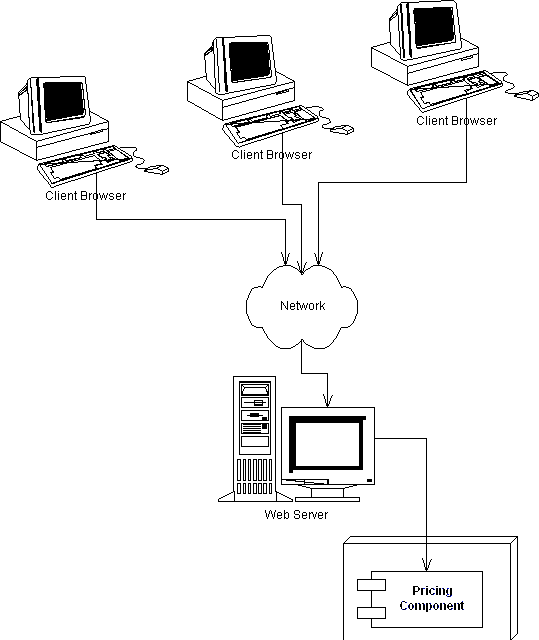 Client Browser
Client Browser
Client Browser
Network
Web Server
Pricing
Component